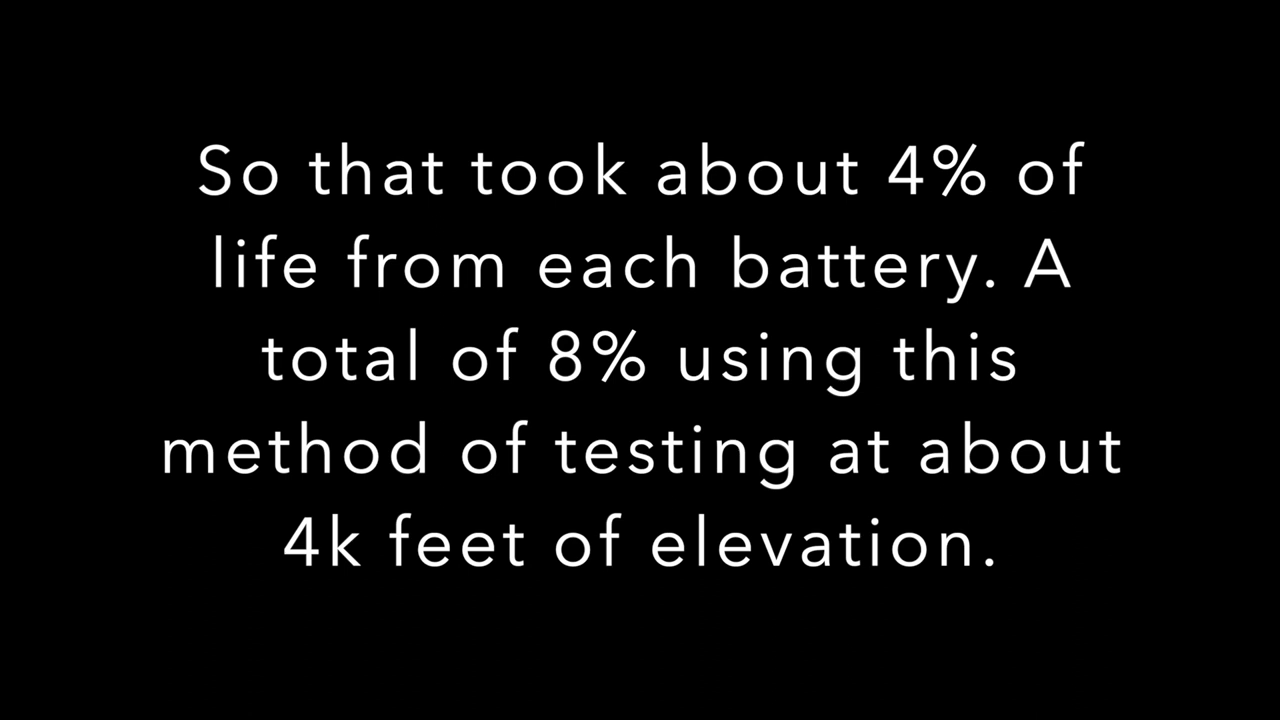 So that took about 4% of
life from each battery. A
total of 8% using this
method of testing at about
4k feet of elevation.